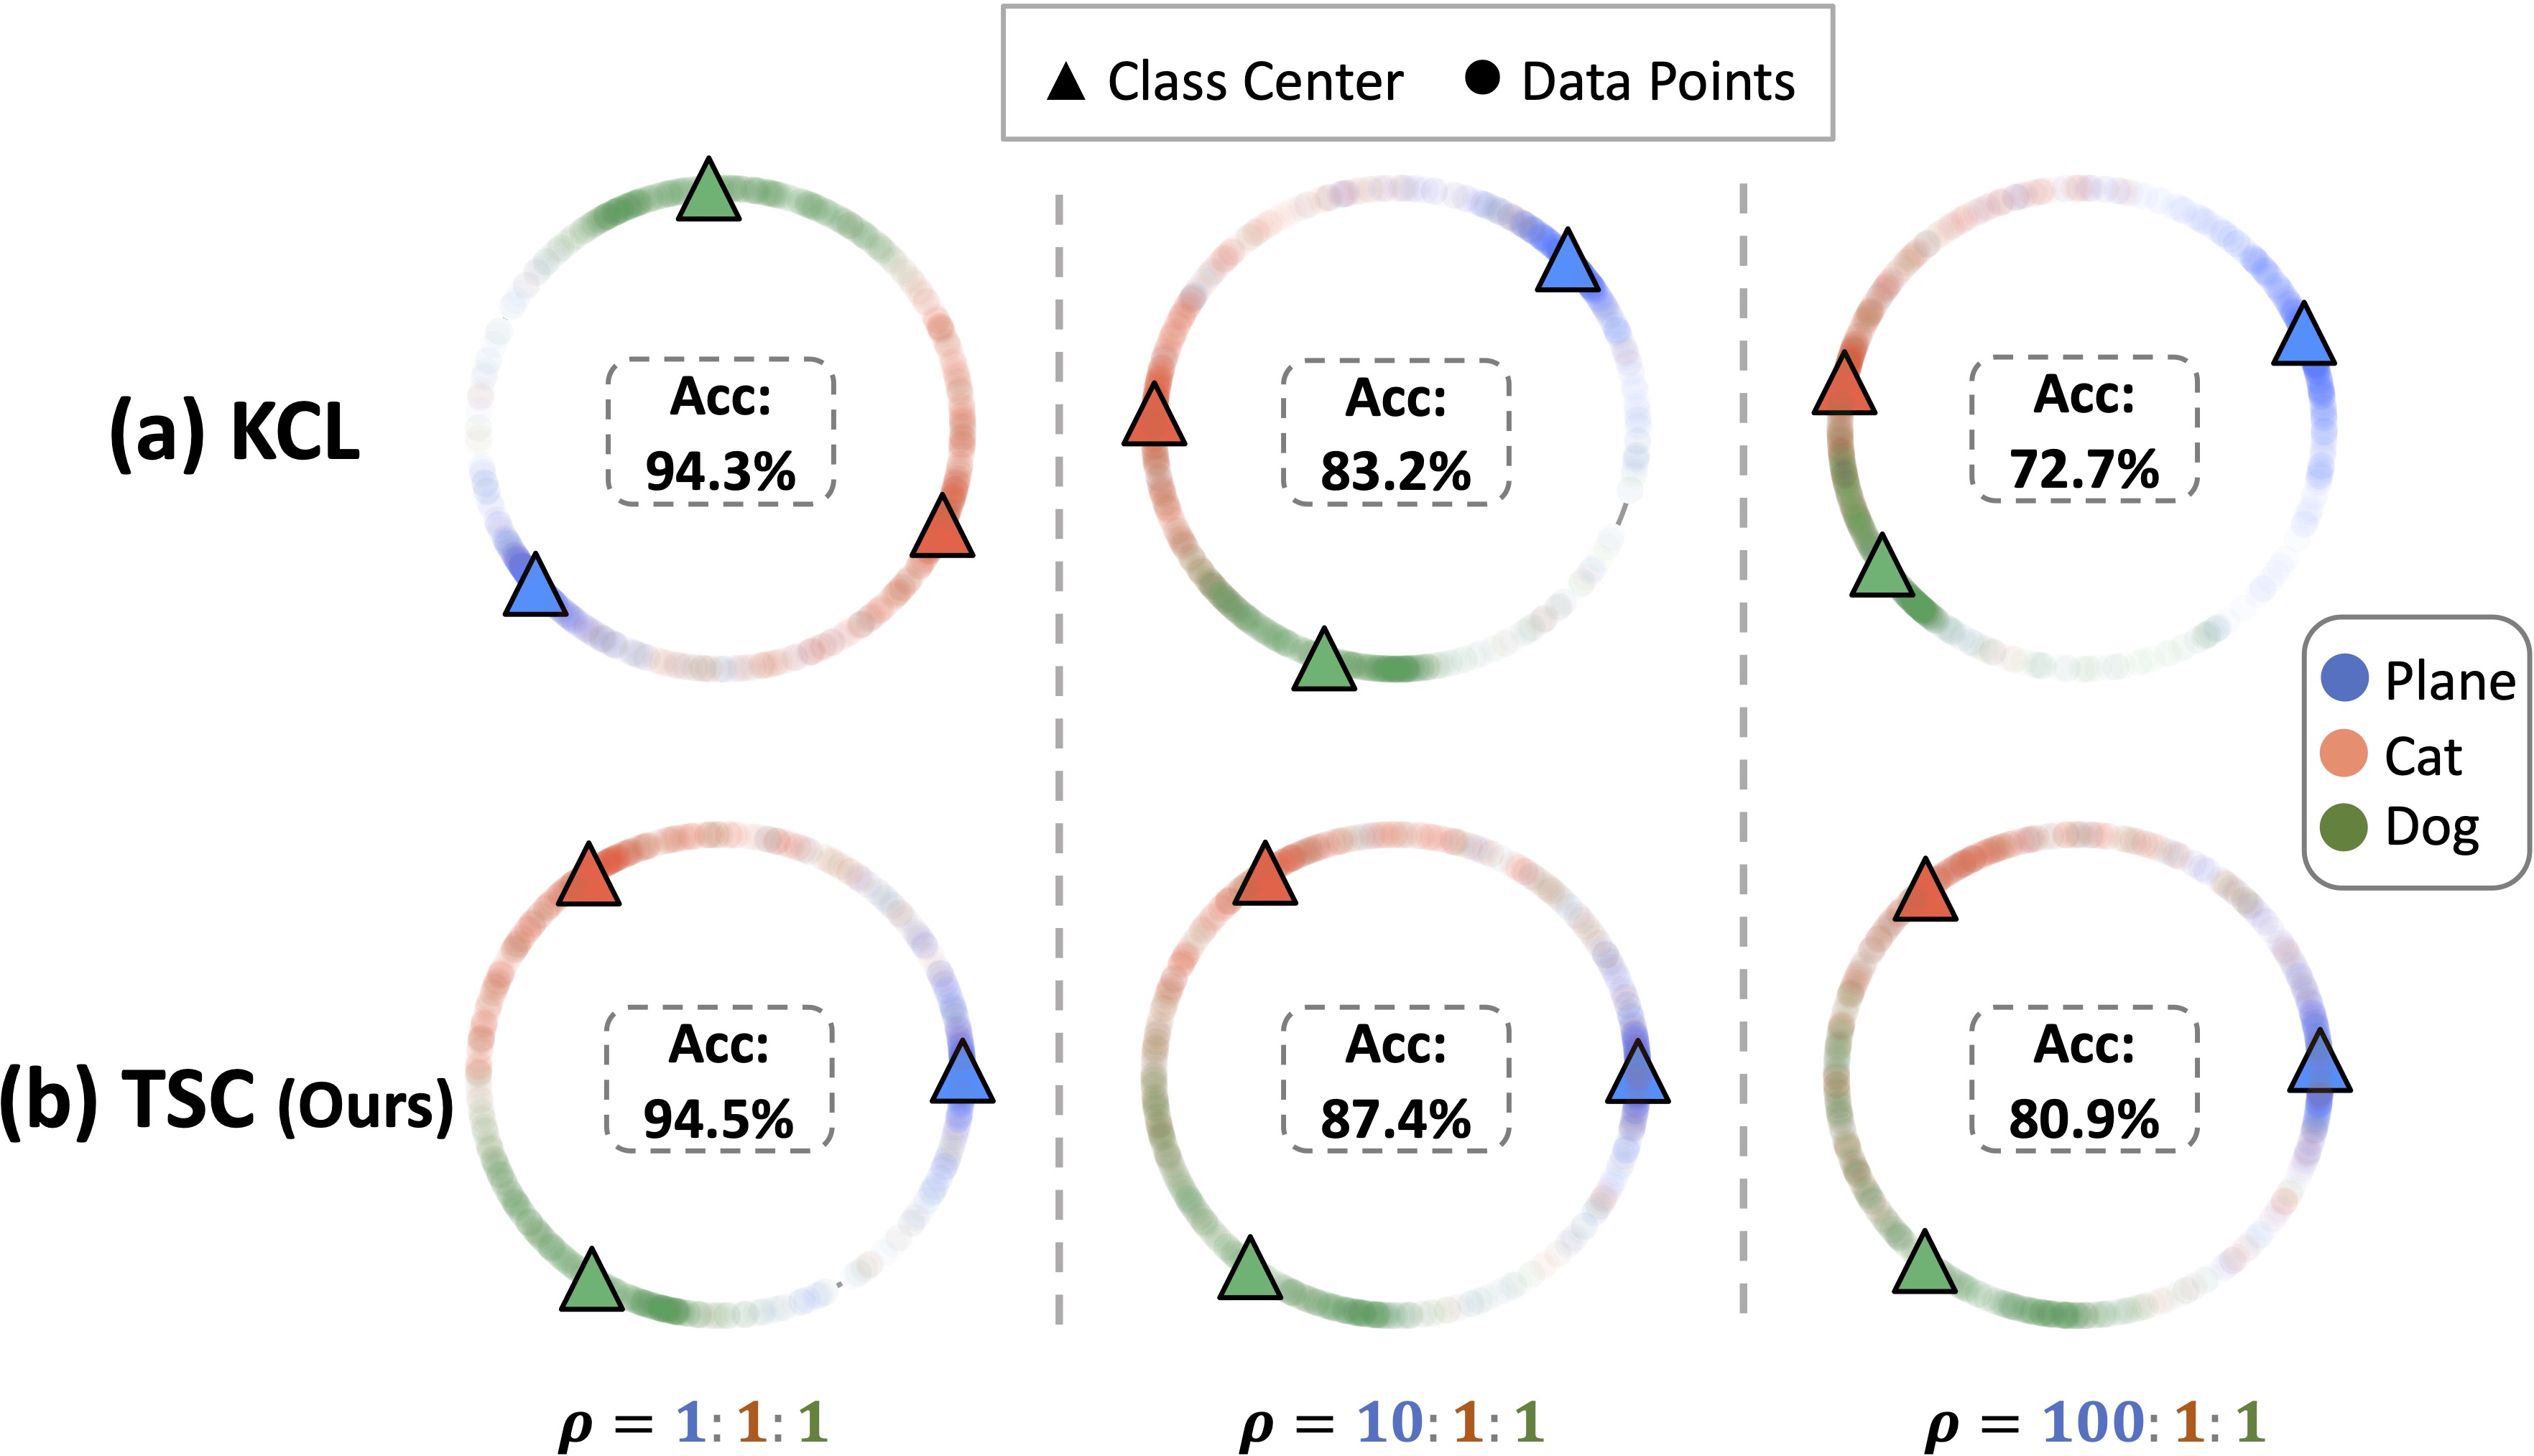 Class Center Data Points
(a) KCL
Acc:
94.3%
Acc:
83.2%
Acc:
72.7%
Plane
Cat
Dog
(b) TSC (Ours)
Acc:
94.5%
Acc:
87.4%
Acc:
80.9%
ρ = 1: 1: 1
ρ = 10: 1: 1
ρ = 100: 1: 1